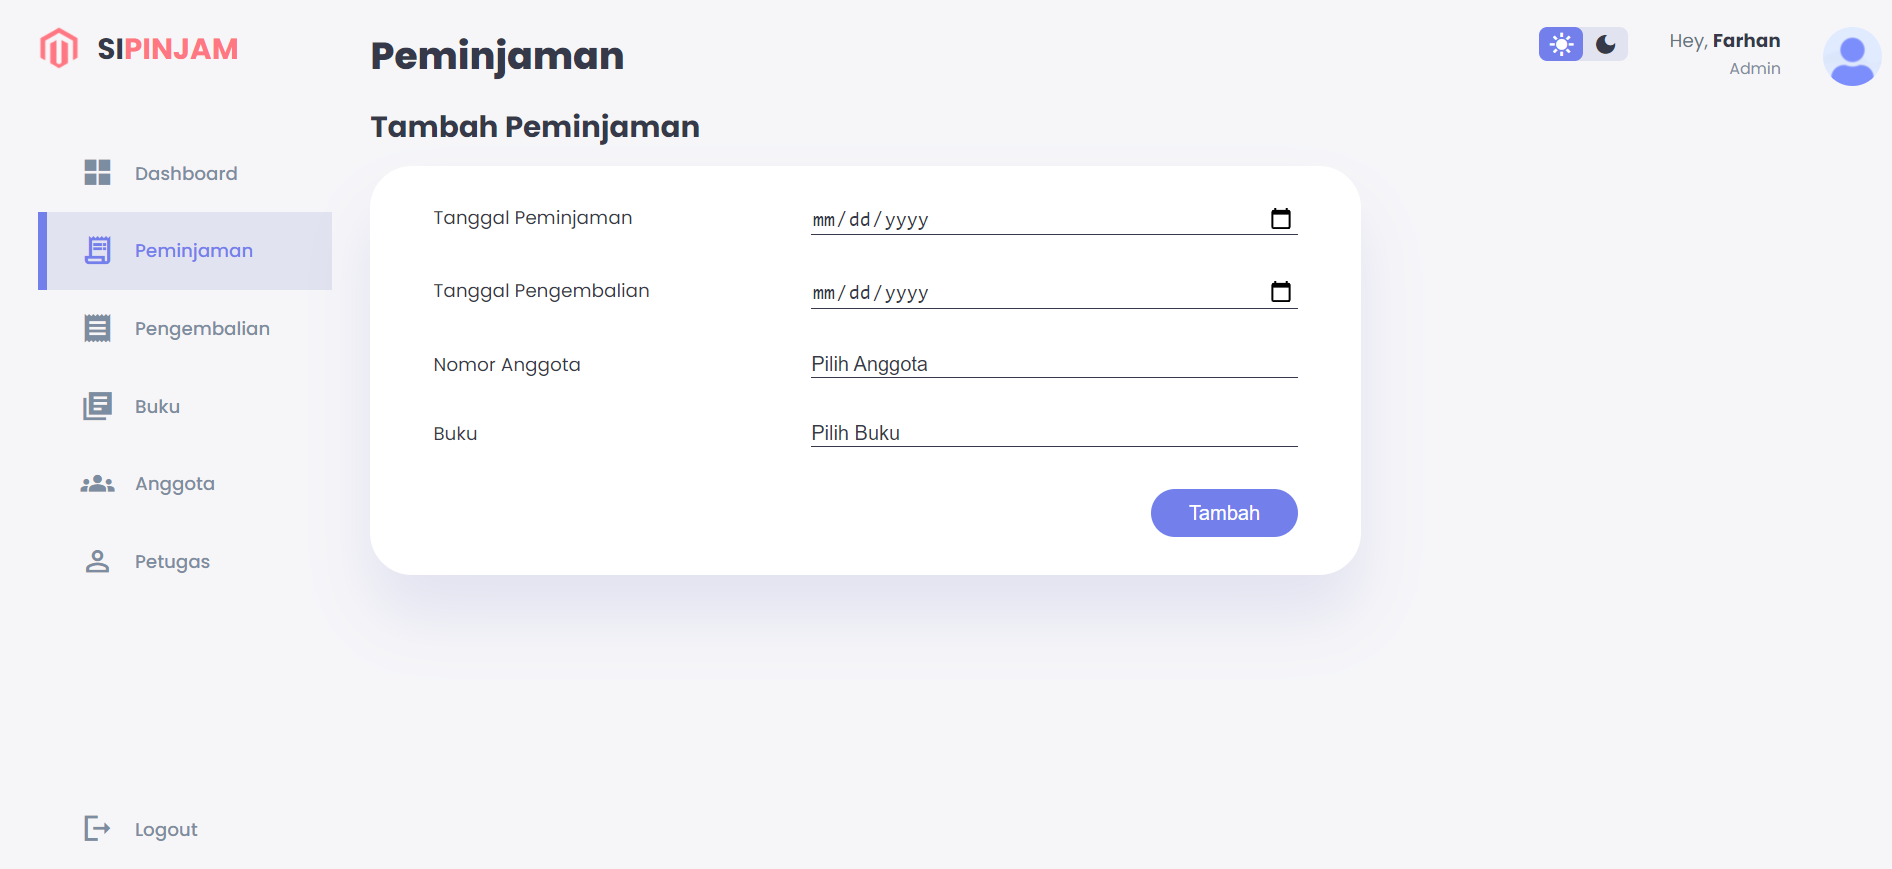 SIPINJAM
Dashboard
Peminjaman
Pengembalian
Buku
Anggota
Petugas
Logout
Peminjaman
Tambah Peminjaman
Tanggal Peminjaman mm/dd/yyyy
Tanggal Pengembalian mm/dd/yyyy
Nomor Anggota Pilih Anggota
Buku Pilih Buku
Tambah
Hey, Farhan
Admin